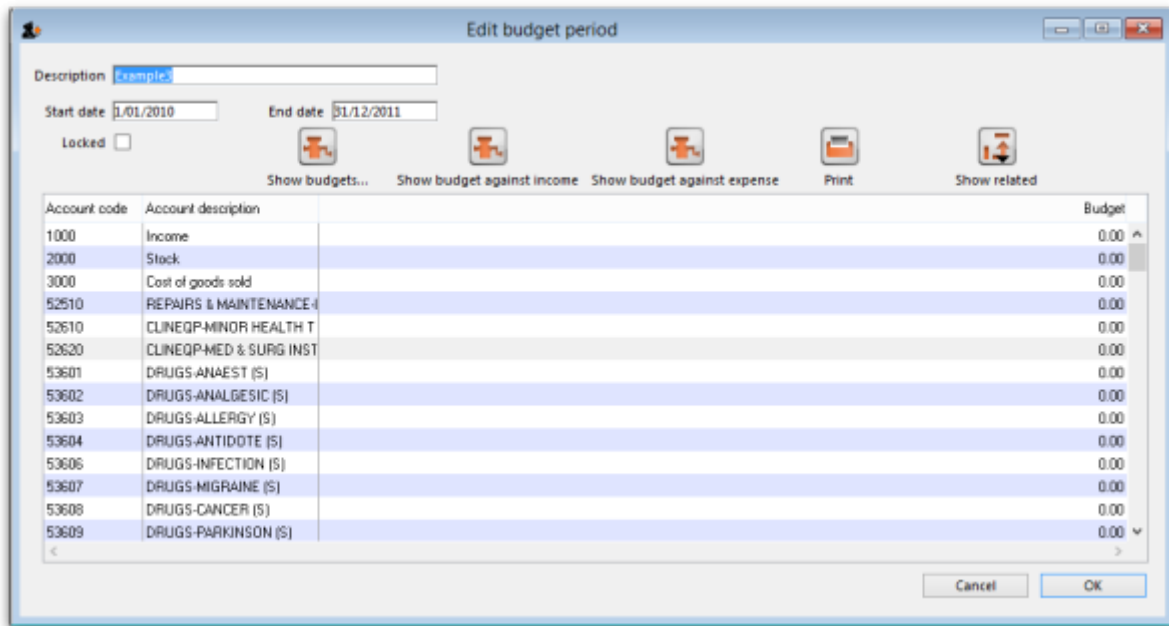 Edit budget period
Description Example3
Start date 1/01/2010 End date 31/12/2011
Locked
Show budgets... Show budget against income Show budget against expense Print Show related
Account code Account description Budget
1000 Income 0.00
2000 Stock 0.00
3000 Cost of goods sold 0.00
52510 REPAIRS & MAINTENANCE-I 0.00
52610 CLINEQP-MINOR HEALTH T 0.00
52620 CLINEQP-MED & SURG INST 0.00
53601 DRUGS-ANAEST (S) 0.00
53602 DRUGS-ANALGESIC (S) 0.00
53603 DRUGS-ALLERGY (S) 0.00
53604 DRUGS-ANTIDOTE (S) 0.00
53606 DRUGS-INFECTION (S) 0.00
53607 DRUGS-MIGRAINE (S) 0.00
53608 DRUGS-CANCER (S) 0.00
53609 DRUGS-PARKINSON (S) 0.00
Cancel OK